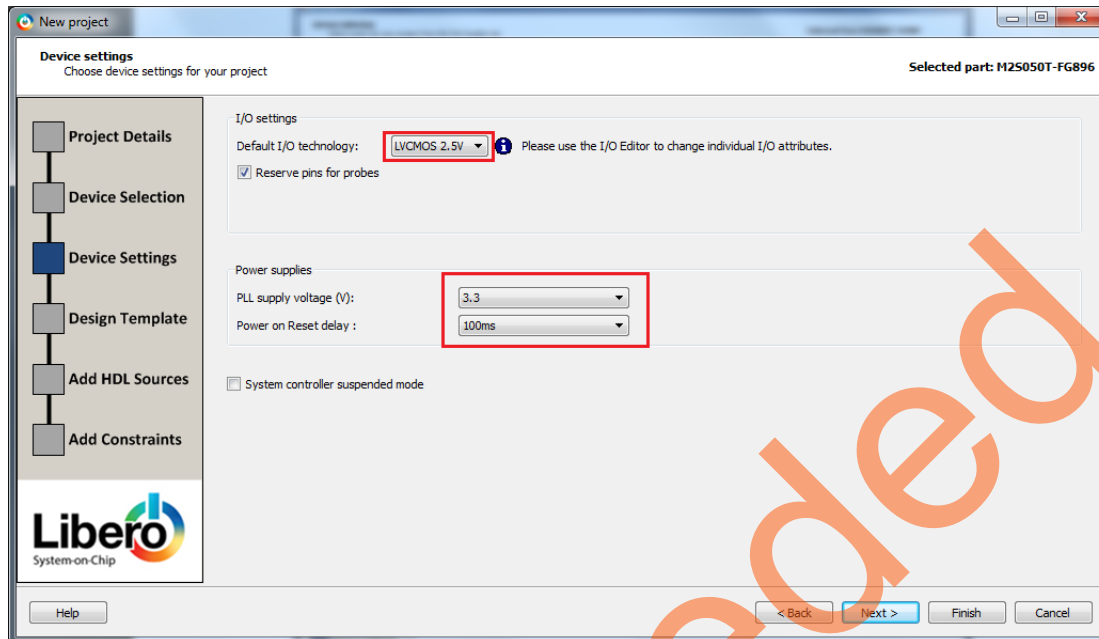 New project
Device settings
Choose device settings for your project
Selected part: M2S050T-FG896
Project Details
Device Selection
Device Settings
Design Template
Add HDL Sources
Add Constraints
Libero
System-on-Chip
I/O settings
Default I/O technology: LVCMOS 2.5V Please use the I/O Editor to change individual I/O attributes.
Reserve pins for probes
Power supplies
PLL supply voltage (V): 3.3
Power on Reset delay : 100ms
System controller suspended mode
Help < Back Next > Finish Cancel
ded